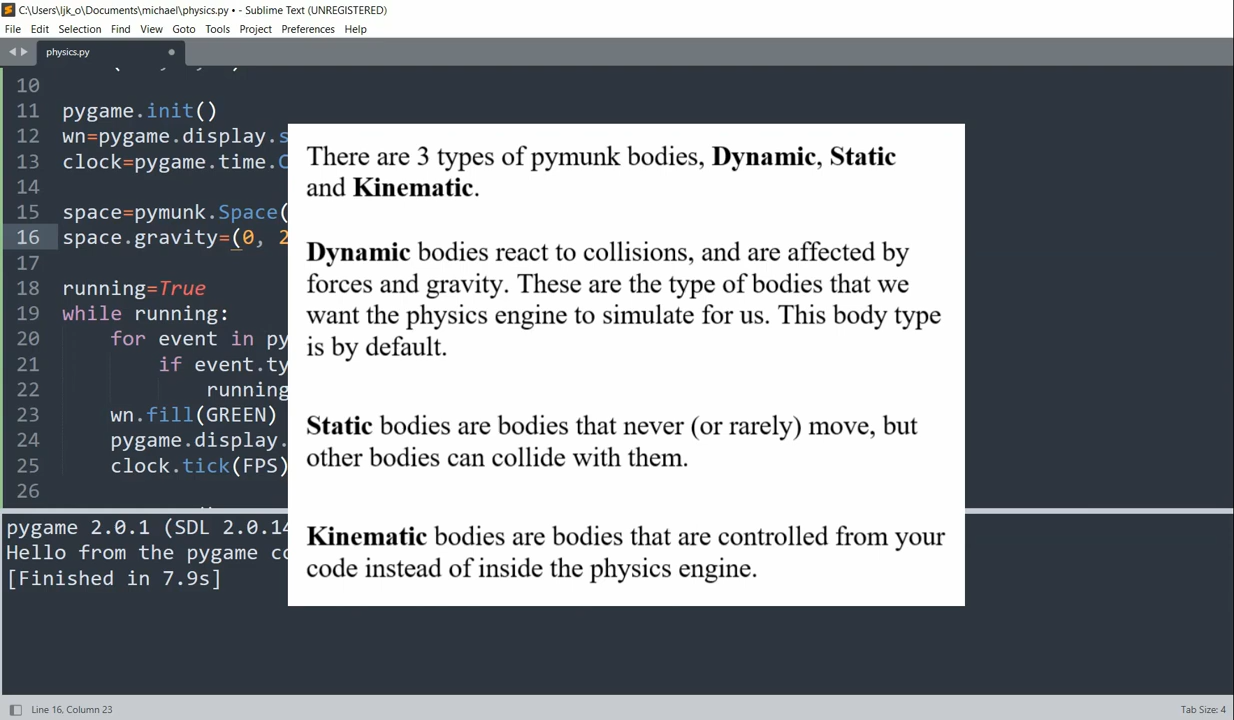 C:\Users\ljk_o\Documents\michael\physics.py • - Sublime Text (UNREGISTERED)
File Edit Selection Find View Goto Tools Project Preferences Help
physics.py
10
11 pygame.init()
12 wn=pygame.display.s
13 clock=pygame.time.C
14
15 space=pymunk.Space(
16 space.gravity=(0, 2
17
18 running=True
19 while running:
20 for event in py
21 if event.ty
22 running
23 wn.fill(GREEN)
24 pygame.display.
25 clock.tick(FPS)
26
There are 3 types of pymunk bodies, Dynamic, Static
and Kinematic.
Dynamic bodies react to collisions, and are affected by
forces and gravity. These are the type of bodies that we
want the physics engine to simulate for us. This body type
is by default.
Static bodies are bodies that never (or rarely) move, but
other bodies can collide with them.
Kinematic bodies are bodies that are controlled from your
code instead of inside the physics engine.
pygame 2.0.1 (SDL 2.0.14
Hello from the pygame co
[Finished in 7.9s]
Line 16, Column 23
Tab Size: 4